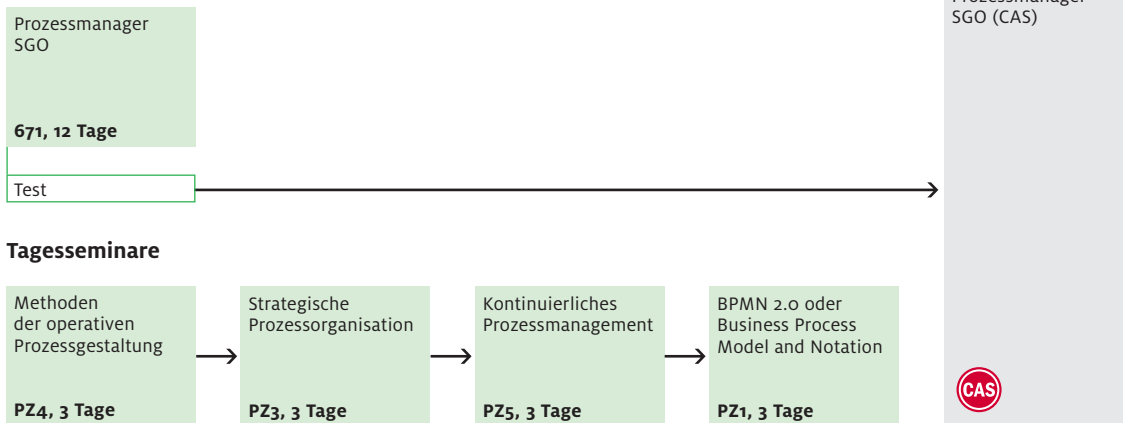 Prozessmanager
SGO
671, 12 Tage
Test
Prozessmanager
SGO (CAS)
Tagesseminare
Methoden
der operativen
Prozessgestaltung
PZ4, 3 Tage
Strategische
Prozessorganisation
PZ3, 3 Tage
Kontinuierliches
Prozessmanagement
PZ5, 3 Tage
BPMN 2.0 oder
Business Process
Model and Notation
PZ1, 3 Tage
CAS